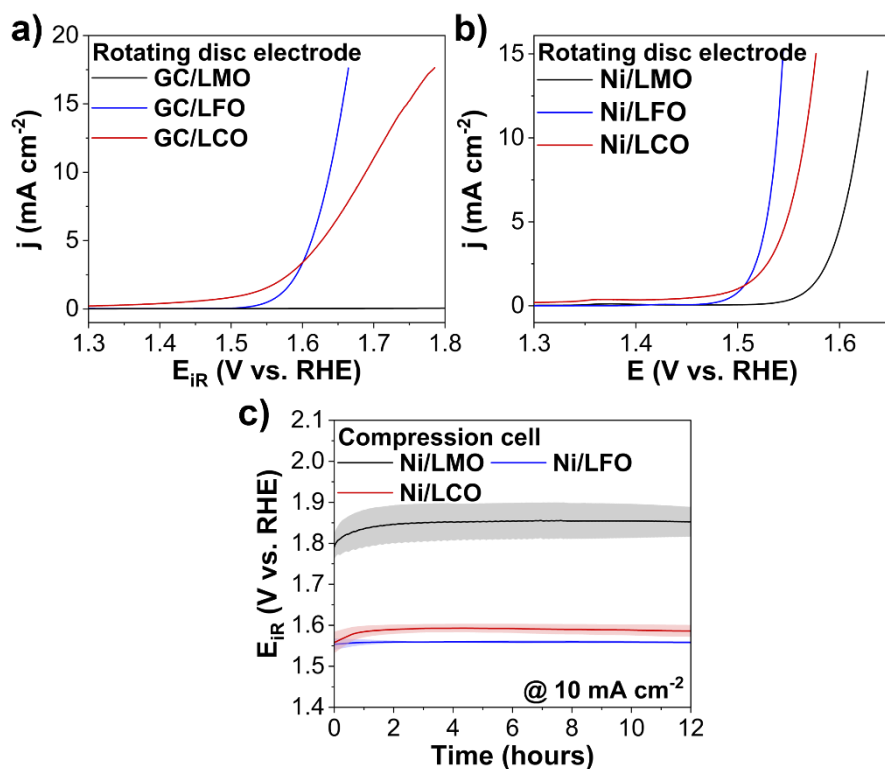 a)
Rotating disc electrode
GC/LMO
GC/LFO
GC/LCO
j (mA cm⁻²)
20
15
10
5
0
1.3 1.4 1.5 1.6 1.7 1.8
E_iR (V vs. RHE)
b)
Rotating disc electrode
Ni/LMO
Ni/LFO
Ni/LCO
j (mA cm⁻²)
15
10
5
0
1.3 1.4 1.5 1.6
E (V vs. RHE)
c)
Compression cell
Ni/LMO Ni/LFO
Ni/LCO
E_iR (V vs. RHE)
2.1
2.0
1.9
1.8
1.7
1.6
1.5
1.4
@ 10 mA cm⁻²
0 2 4 6 8 10 12
Time (hours)